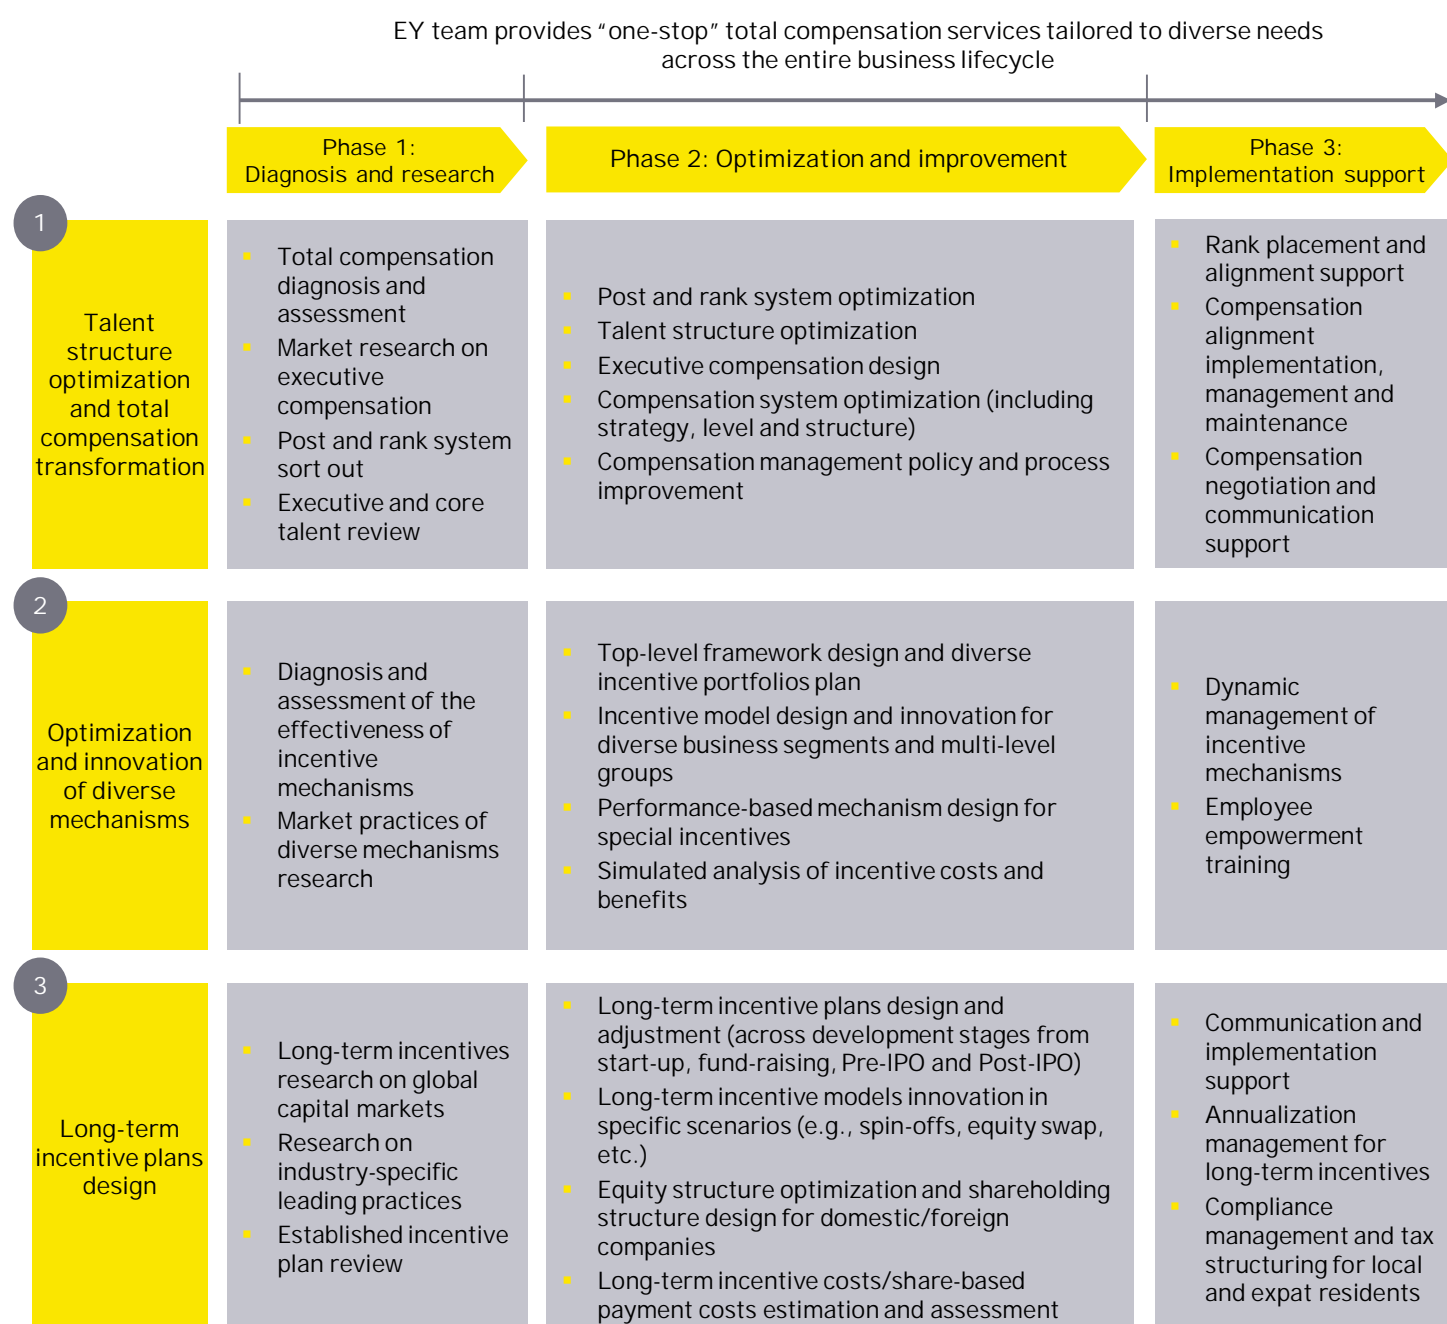 EY team provides “one-stop” total compensation services tailored to diverse needs
across the entire business lifecycle
Phase 1:
Diagnosis and research
Phase 2: Optimization and improvement
Phase 3:
Implementation support
1
Talent
structure
optimization
and total
compensation
transformation
Total compensation
diagnosis and
assessment
Market research on
executive
compensation
Post and rank system
sort out
Executive and core
talent review
Post and rank system optimization
Talent structure optimization
Executive compensation design
Compensation system optimization (including
strategy, level and structure)
Compensation management policy and process
improvement
Rank placement and
alignment support
Compensation
alignment
implementation,
management and
maintenance
Compensation
negotiation and
communication
support
2
Optimization
and innovation
of diverse
mechanisms
Diagnosis and
assessment of the
effectiveness of
incentive
mechanisms
Market practices of
diverse mechanisms
research
Top-level framework design and diverse
incentive portfolios plan
Incentive model design and innovation for
diverse business segments and multi-level
groups
Performance-based mechanism design for
special incentives
Simulated analysis of incentive costs and
benefits
Dynamic
management of
incentive
mechanisms
Employee
empowerment
training
3
Long-term
incentive plans
design
Long-term incentives
research on global
capital markets
Research on
industry-specific
leading practices
Established incentive
plan review
Long-term incentive plans design and
adjustment (across development stages from
start-up, fund-raising, Pre-IPO and Post-IPO)
Long-term incentive models innovation in
specific scenarios (e.g., spin-offs, equity swap,
etc.)
Equity structure optimization and shareholding
structure design for domestic/foreign
companies
Long-term incentive costs/share-based
payment costs estimation and assessment
Communication and
implementation
support
Annualization
management for
long-term incentives
Compliance
management and tax
structuring for local
and expat residents